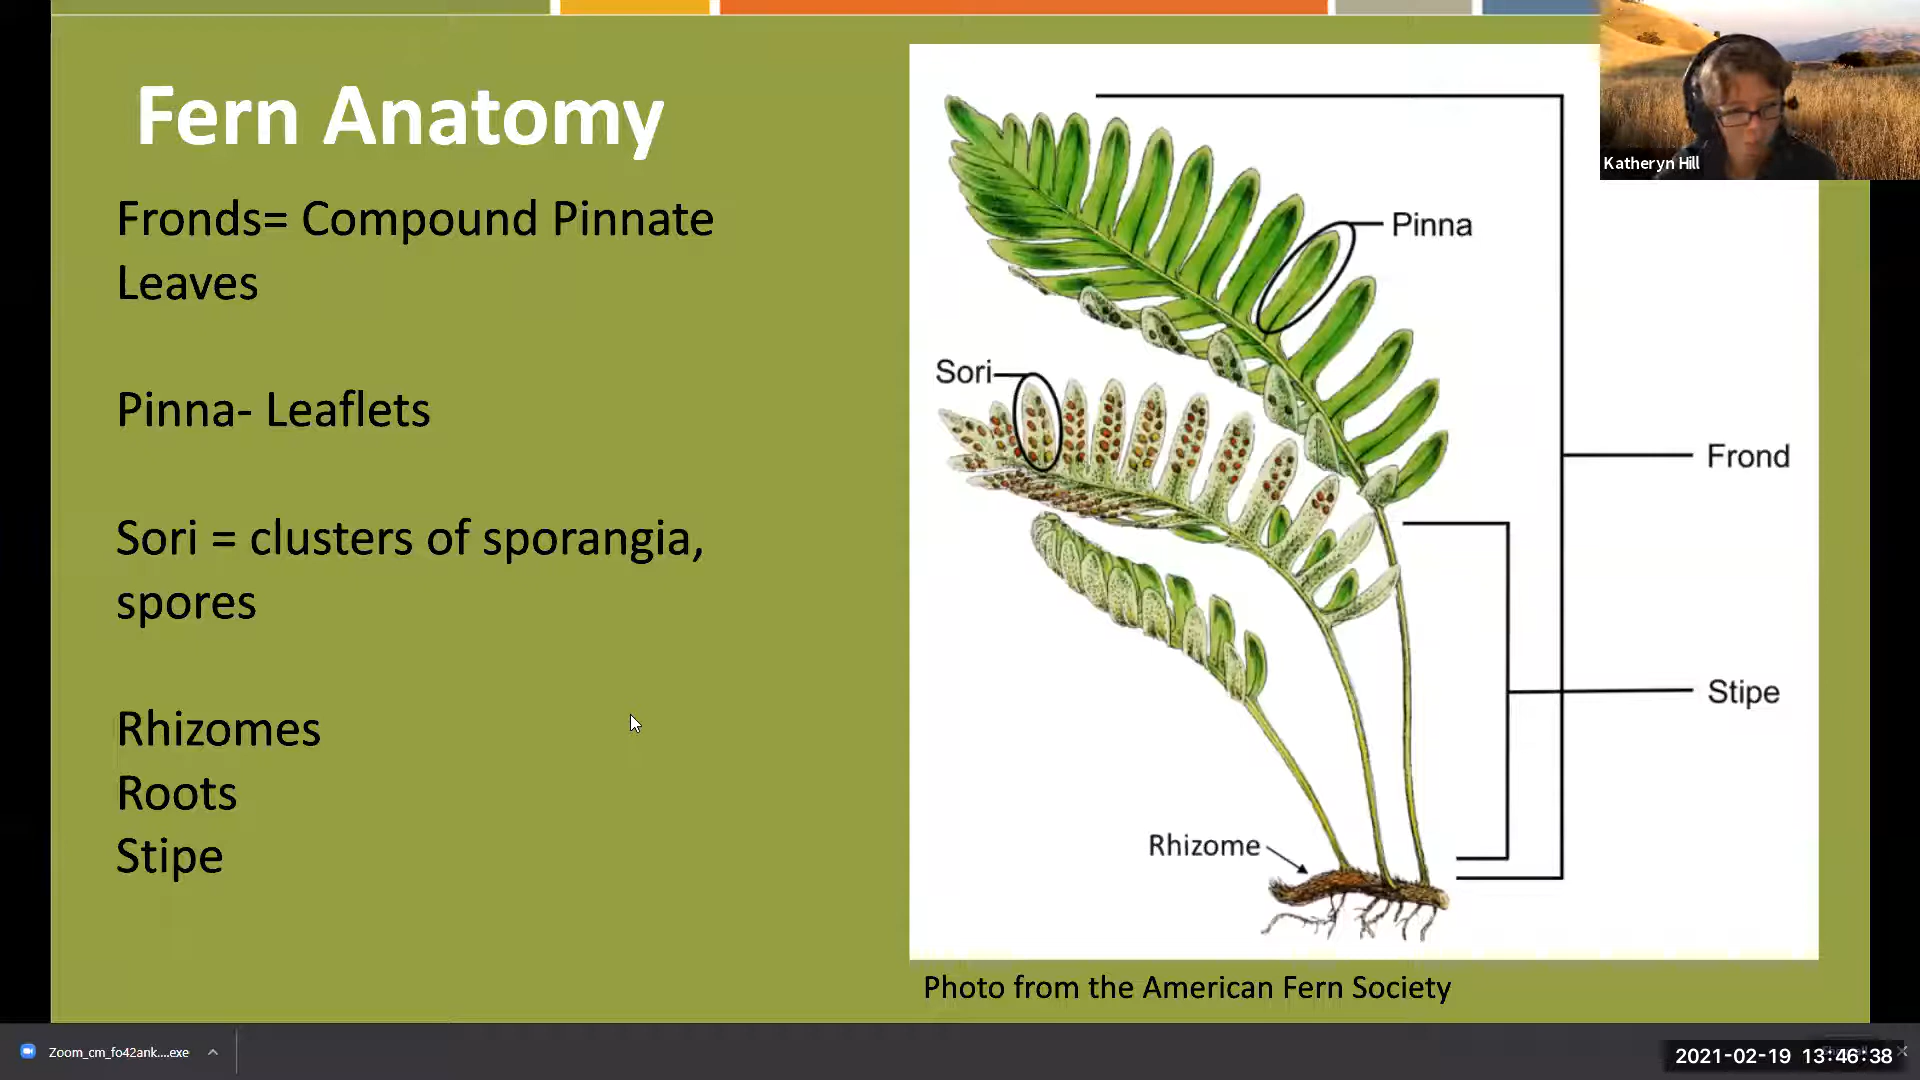 Fern Anatomy
Fronds= Compound Pinnate
Leaves
Pinna- Leaflets
Sori = clusters of sporangia,
spores
Rhizomes
Roots
Stipe
Pinna
Sori
Frond
Stipe
Rhizome
Photo from the American Fern Society
Katheryn Hill
Zoom_cm_fo42ank....exe
2021-02-19 13:46:38